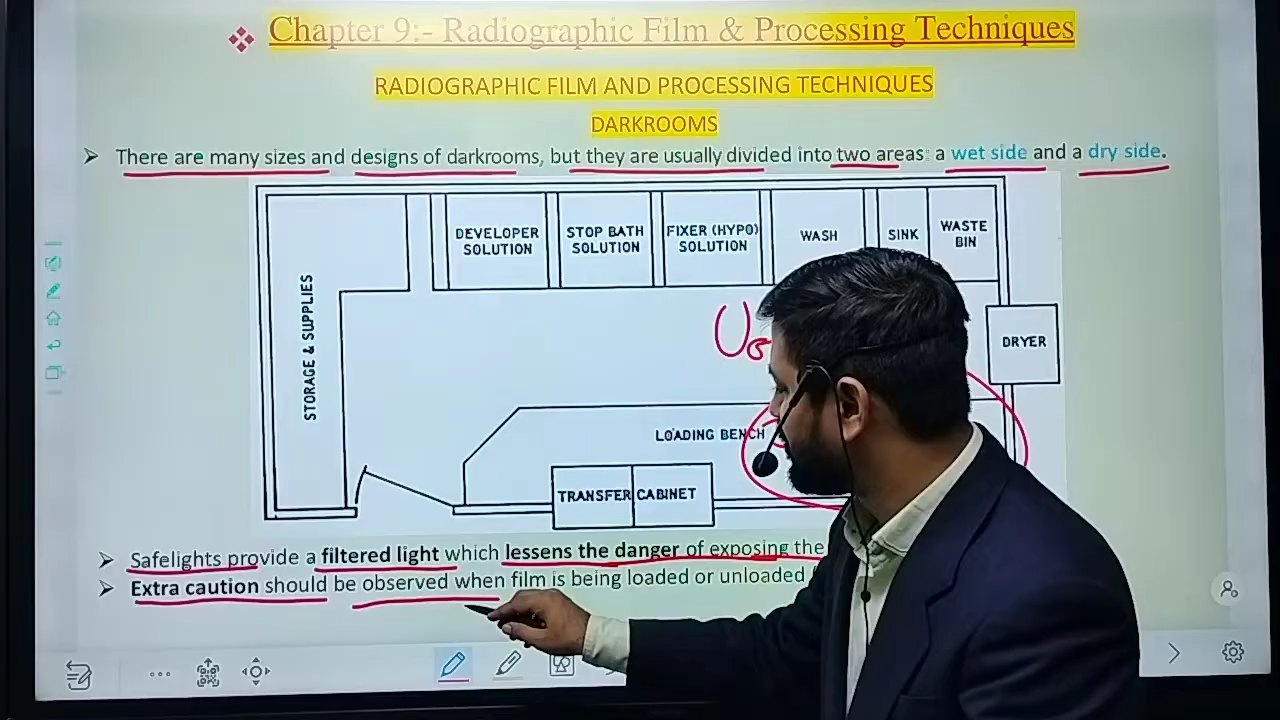 Chapter 9:- Radiographic Film & Processing Techniques
RADIOGRAPHIC FILM AND PROCESSING TECHNIQUES
DARKROOMS
There are many sizes and designs of darkrooms, but they are usually divided into two areas: a wet side and a dry side.
DEVELOPER SOLUTION
STOP BATH SOLUTION
FIXER (HYPO) SOLUTION
WASH
SINK
WASTE BIN
STORAGE & SUPPLIES
DRYER
LOADING BENCH
TRANSFER CABINET
Safelights provide a filtered light which lessens the danger of exposing the
Extra caution should be observed when film is being loaded or unloaded